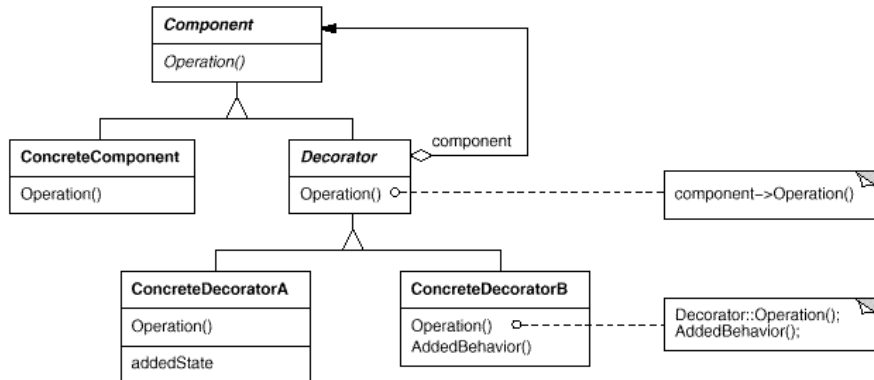 Component
Operation()
component
ConcreteComponent
Operation()
Decorator
Operation()
component->Operation()
ConcreteDecoratorA
Operation()
addedState
ConcreteDecoratorB
Operation()
AddedBehavior()
Decorator::Operation();
AddedBehavior();